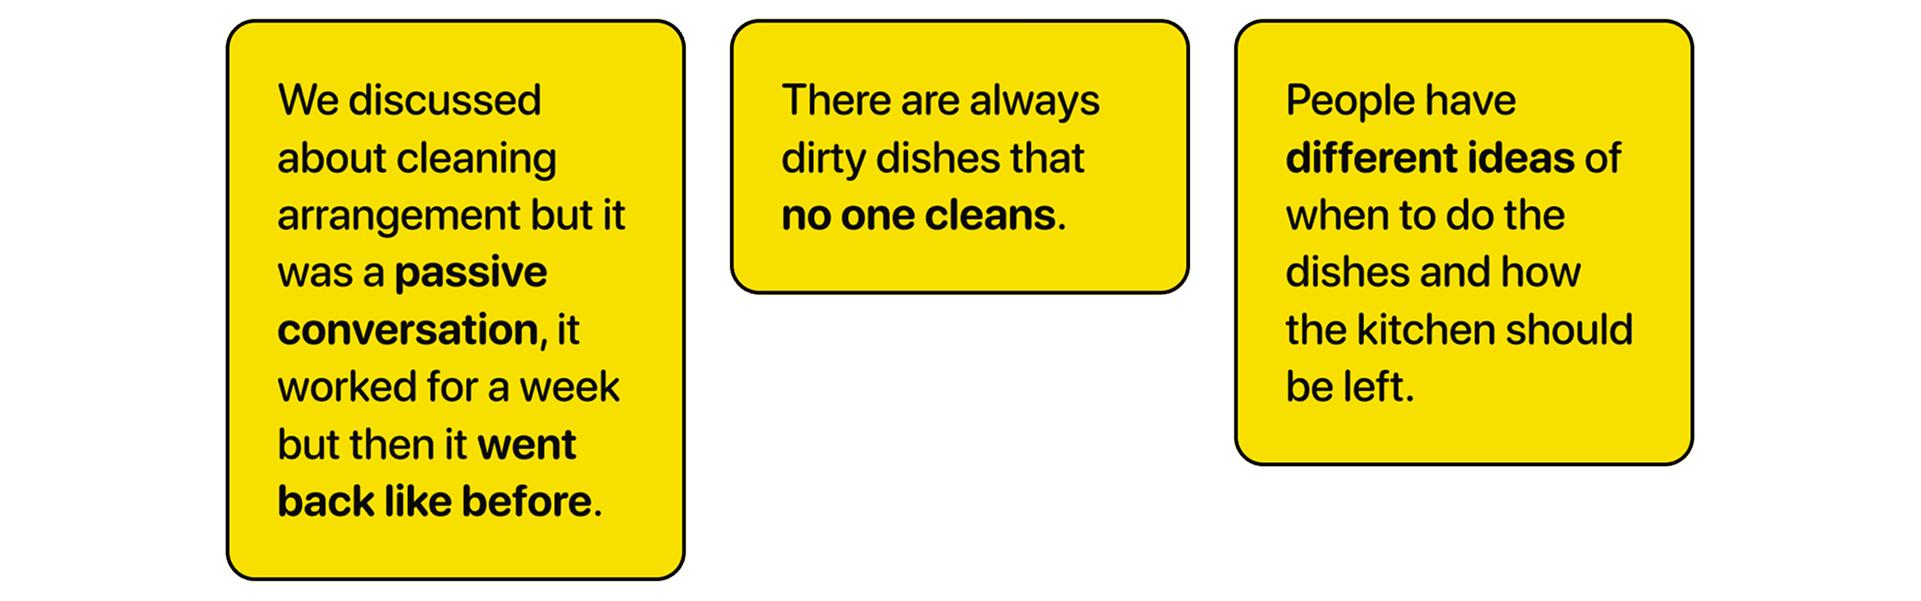 We discussed
about cleaning
arrangement but it
was a passive
conversation, it
worked for a week
but then it went
back like before.
There are always
dirty dishes that
no one cleans.
People have
different ideas of
when to do the
dishes and how
the kitchen should
be left.